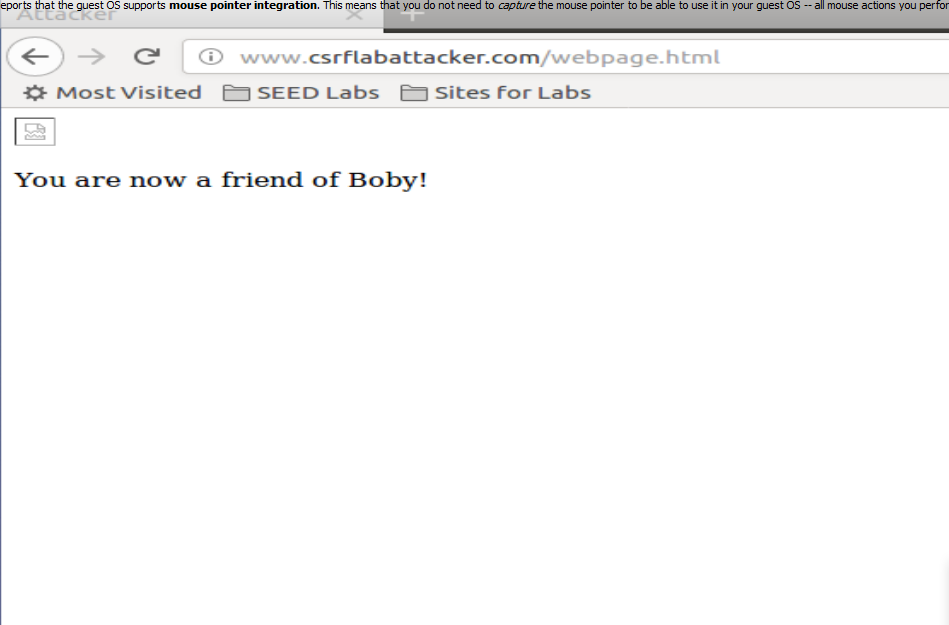 eports that the guest OS supports mouse pointer integration. This means that you do not need to capture the mouse pointer to be able to use it in your guest OS -- all mouse actions you perfor
Attacker
www.csrflabattacker.com/webpage.html
Most Visited SEED Labs Sites for Labs
You are now a friend of Boby!